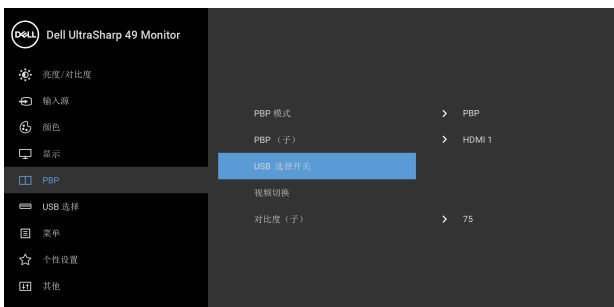 DELL Dell UltraSharp 49 Monitor
亮度/对比度
输入源
颜色
显示
PBP
USB 选择
菜单
个性设置
其他
PBP 模式 > PBP
PBP （子） > HDMI 1
USB 选择开关
视频切换
对比度（子） > 75